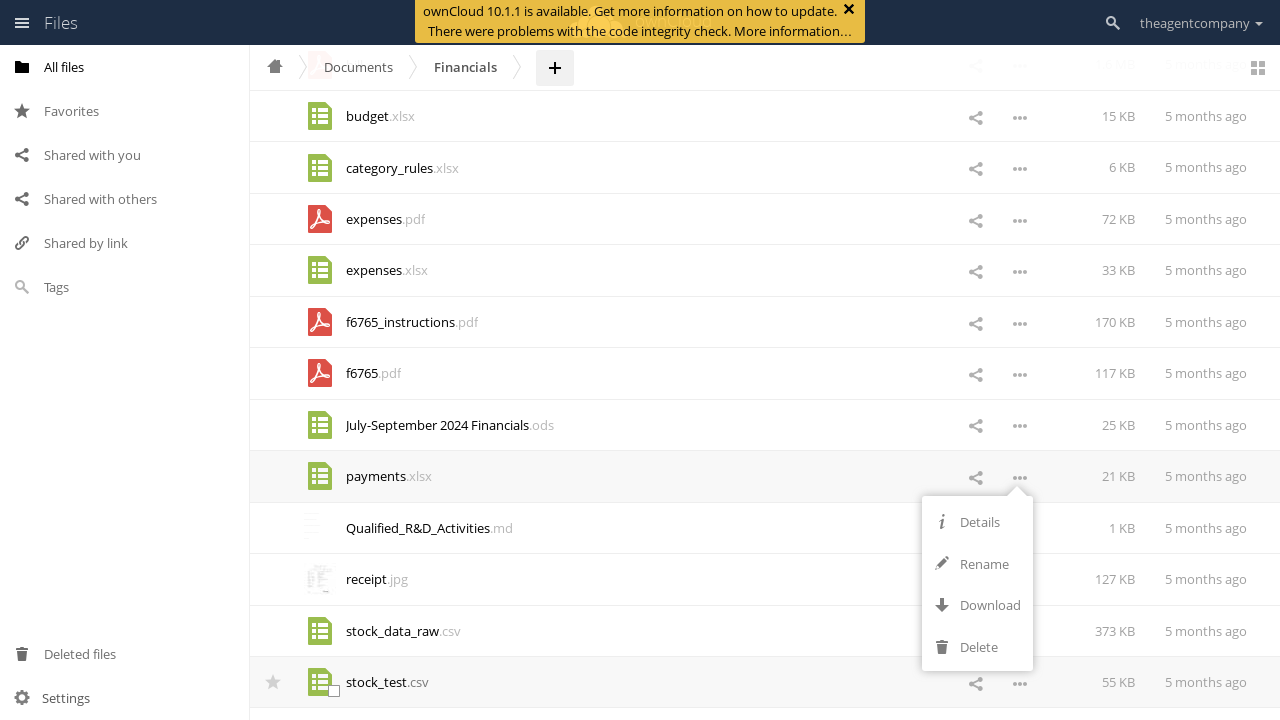 Files
ownCloud 10.1.1 is available. Get more information on how to update.
There were problems with the code integrity check. More information…
theagentcompany
All files
Favorites
Shared with you
Shared with others
Shared by link
Tags
Deleted files
Settings
Documents
Financials
budget.xlsx 15 KB 5 months ago
category_rules.xlsx 6 KB 5 months ago
expenses.pdf 72 KB 5 months ago
expenses.xlsx 33 KB 5 months ago
f6765_instructions.pdf 170 KB 5 months ago
f6765.pdf 117 KB 5 months ago
July-September 2024 Financials.ods 25 KB 5 months ago
payments.xlsx 21 KB 5 months ago
Qualified_R&D_Activities.md 1 KB 5 months ago
receipt.jpg 127 KB 5 months ago
stock_data_raw.csv 373 KB 5 months ago
stock_test.csv 55 KB 5 months ago
Details
Rename
Download
Delete